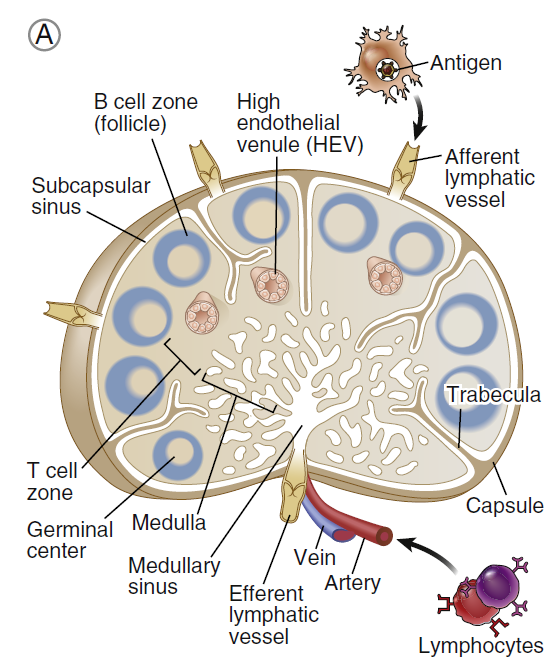 A
Antigen
B cell zone
(follicle)
High
endothelial
venule (HEV)
Afferent
lymphatic
vessel
Subcapsular
sinus
Trabecula
T cell
zone
Capsule
Germinal
center
Medulla
Medullary
sinus
Vein
Artery
Efferent
lymphatic
vessel
Lymphocytes